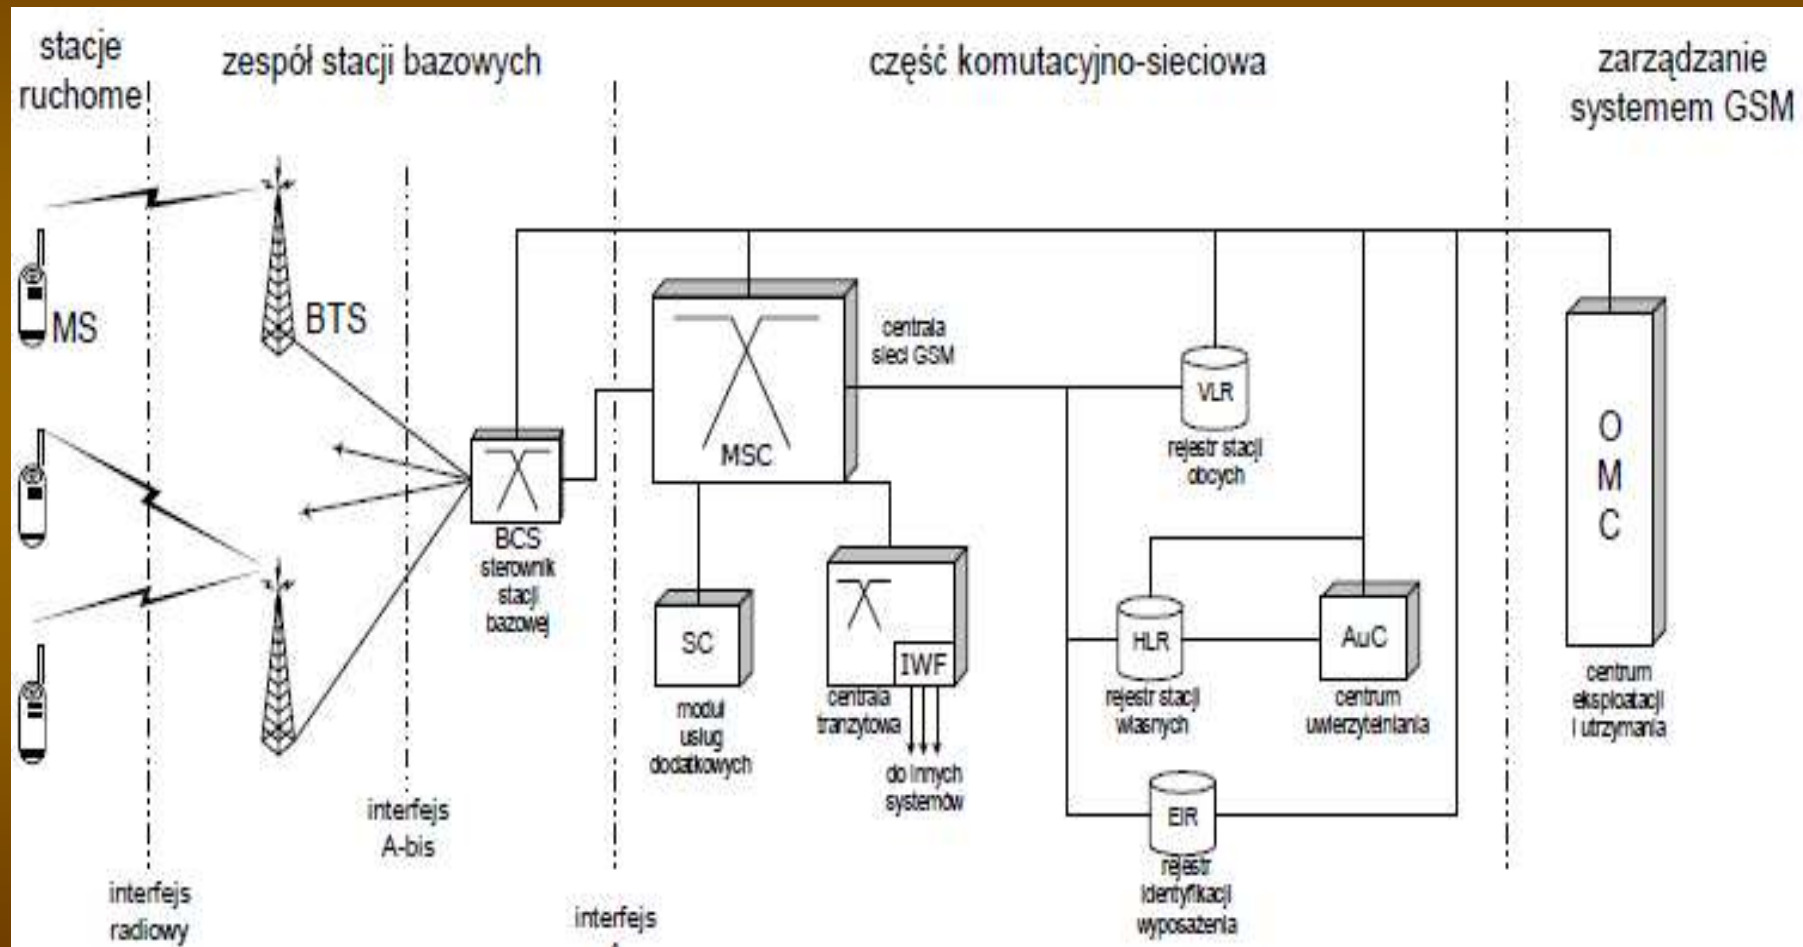 stacje
ruchome
zespół stacji bazowych
część komutacyjno-sieciowa
zarządzanie
systemem GSM
MS
BTS
BCS
sterownik
stacji
bazowej
MSC
centrala
sieci GSM
VLR
rejestr stacji
obcych
SC
moduł
usług
dodatkowych
IWF
centrala
tranzytowa
do innych
systemów
HLR
rejestr stacji
własnych
AuC
centrum
uwierzytelniania
EIR
rejestr
identyfikacji
wyposażenia
O
M
C
centrum
eksploatacji
i utrzymania
interfejs
A-bis
interfejs
radiowy
interfejs